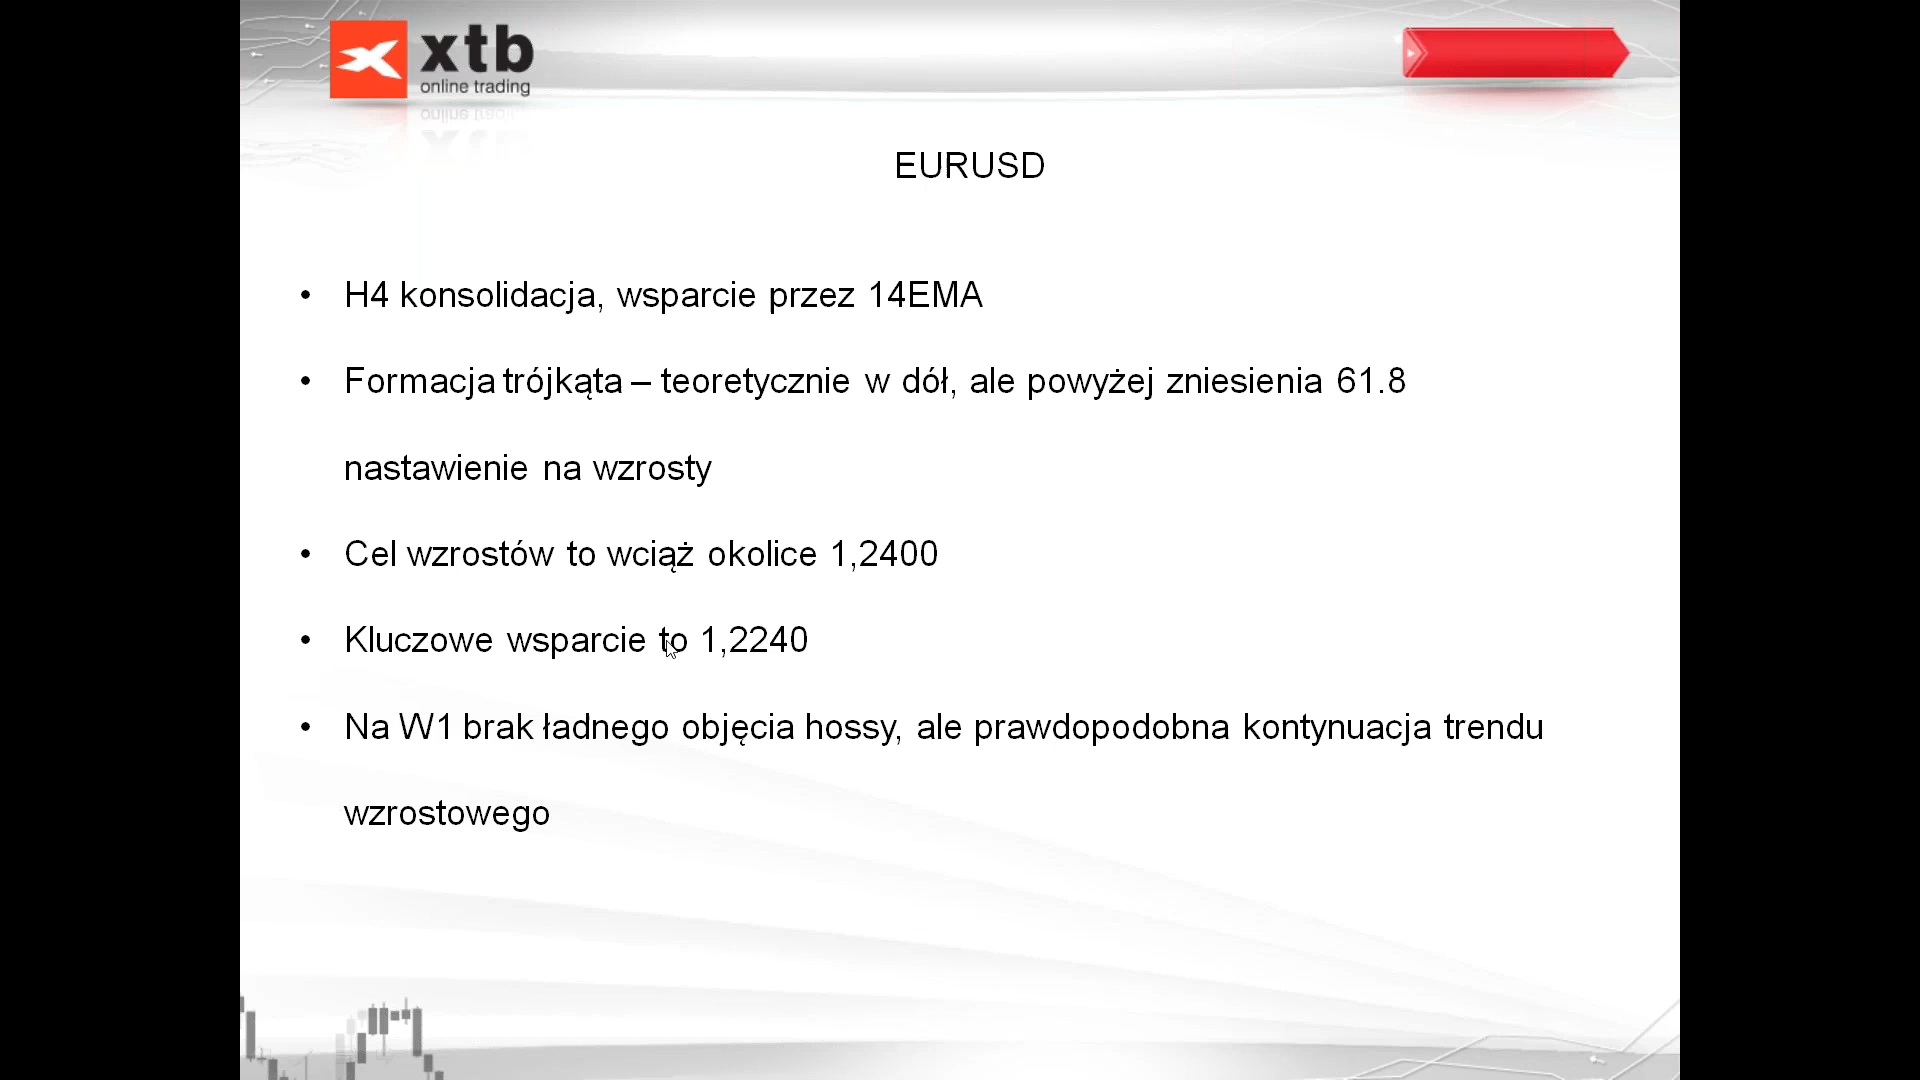 xtb
online trading
EURUSD
• H4 konsolidacja, wsparcie przez 14EMA
• Formacja trójkąta – teoretycznie w dół, ale powyżej zniesienia 61.8
nastawienie na wzrosty
• Cel wzrostów to wciąż okolice 1,2400
• Kluczowe wsparcie to 1,2240
• Na W1 brak ładnego objęcia hossy, ale prawdopodobna kontynuacja trendu
wzrostowego